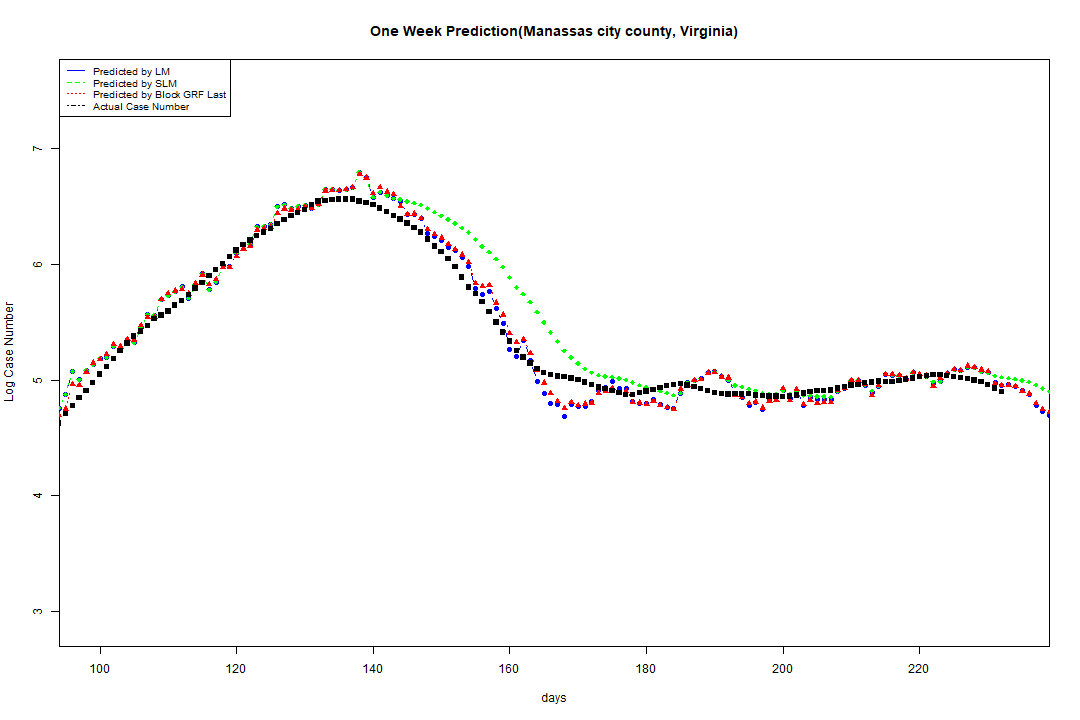 One Week Prediction(Manassas city county, Virginia)
Predicted by LM
Predicted by SLM
Predicted by Block GRF Last
Actual Case Number
7
6
5
4
3
Log Case Number
100 120 140 160 180 200 220
days